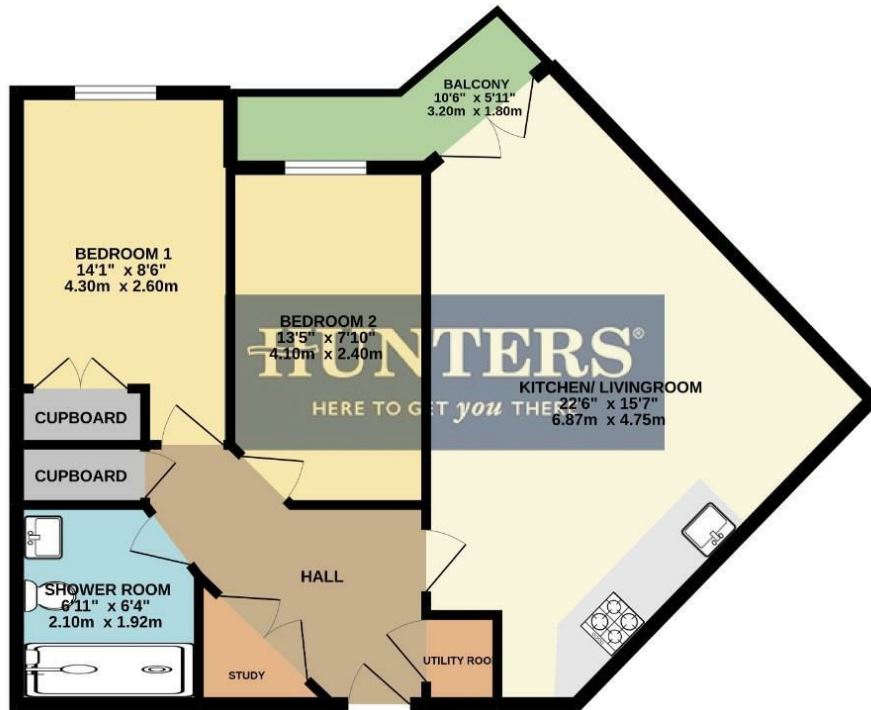 BALCONY
10'6" x 5'11"
3.20m x 1.80m
BEDROOM 1
14'1" x 8'6"
4.30m x 2.60m
BEDROOM 2
13'5" x 7'10"
4.10m x 2.40m
HUNTERS®
HERE TO GET you THERE
KITCHEN/ LIVINGROOM
22'6" x 15'7"
6.87m x 4.75m
CUPBOARD
CUPBOARD
HALL
SHOWER ROOM
6'11" x 6'4"
2.10m x 1.92m
STUDY
UTILITY ROO